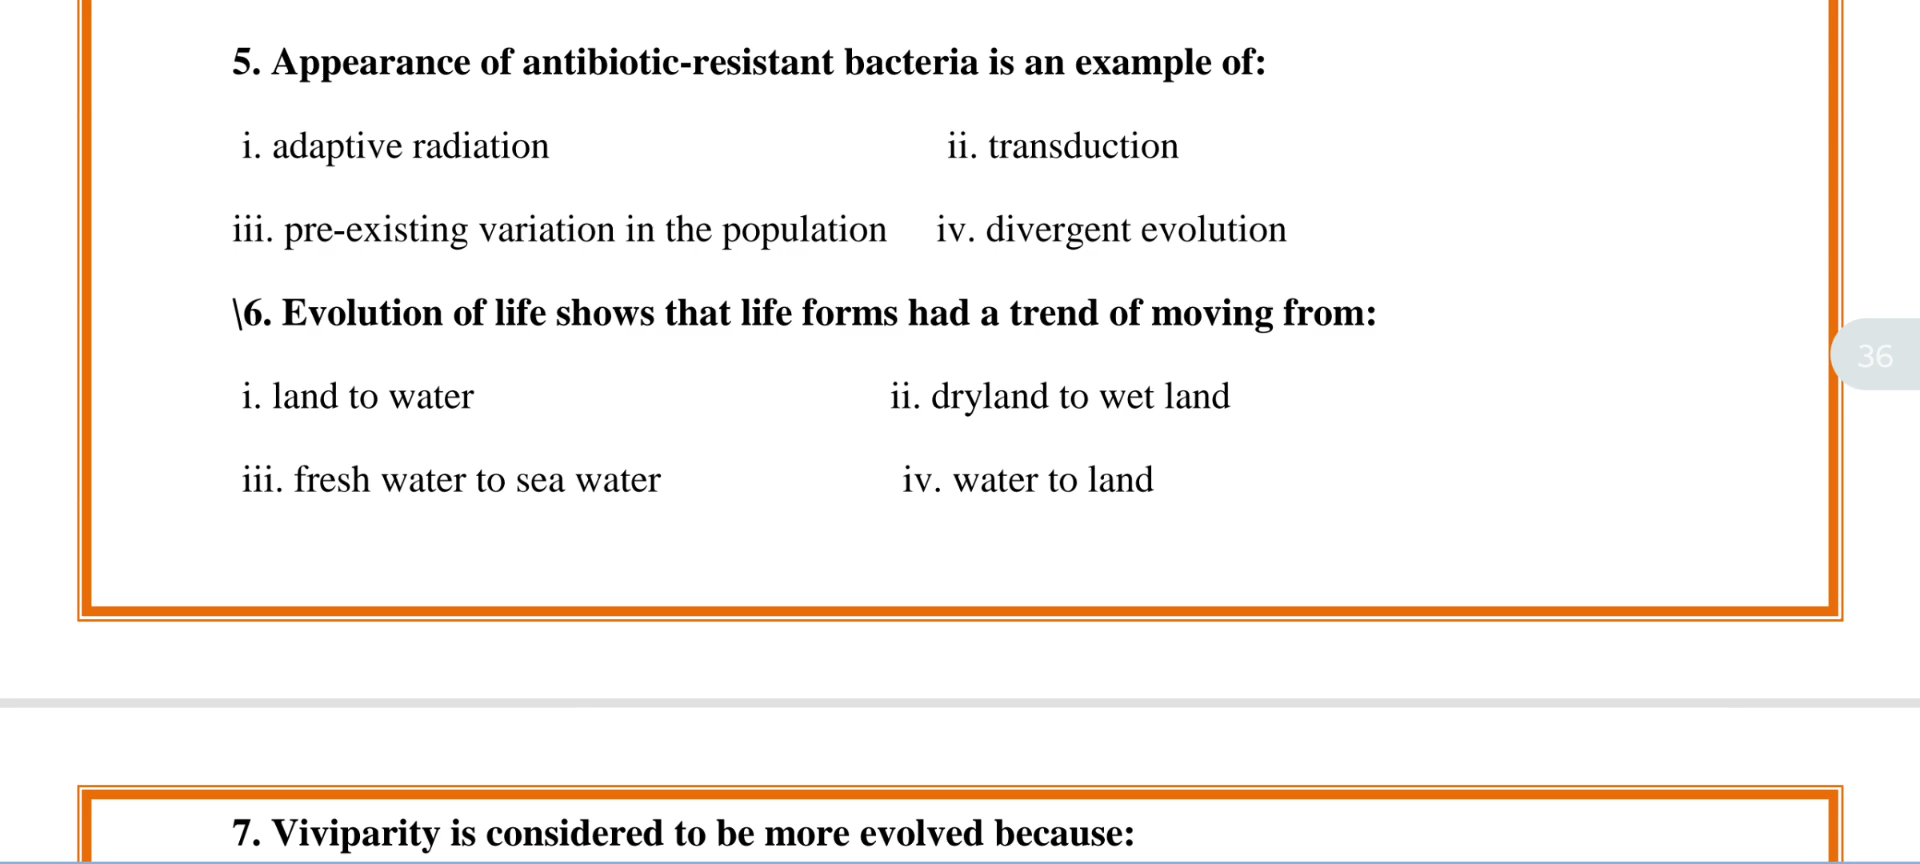 5. Appearance of antibiotic-resistant bacteria is an example of:
i. adaptive radiation ii. transduction
iii. pre-existing variation in the population iv. divergent evolution
\6. Evolution of life shows that life forms had a trend of moving from:
i. land to water ii. dryland to wet land
36
iii. fresh water to sea water iv. water to land
7. Viviparity is considered to be more evolved because: